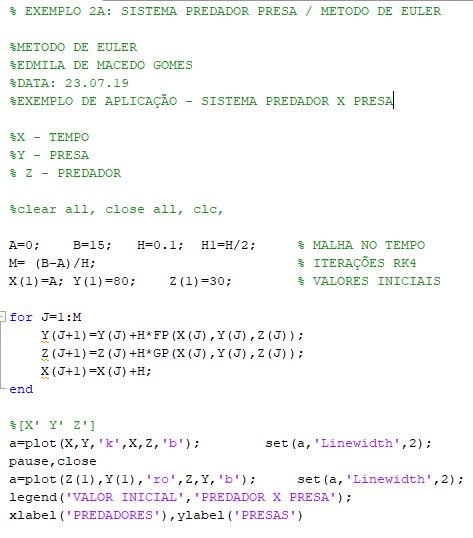 % EXEMPLO 2A: SISTEMA PREDADOR PRESA / METODO DE EULER
%METODO DE EULER
%EDMILA DE MACEDO GOMES
%DATA: 23.07.19
%EXEMPLO DE APLICAÇÃO - SISTEMA PREDADOR X PRESA
%X - TEMPO
%Y - PRESA
% Z - PREDADOR
%clear all, close all, clc,
A=0; B=15; H=0.1; H1=H/2; % MALHA NO TEMPO
M= (B-A)/H; % ITERAÇÕES RK4
X(1)=A; Y(1)=80; Z(1)=30; % VALORES INICIAIS
for J=1:M
Y(J+1)=Y(J)+H*FP(X(J),Y(J),Z(J));
Z(J+1)=Z(J)+H*GP(X(J),Y(J),Z(J));
X(J+1)=X(J)+H;
end
%[X' Y' Z']
a=plot(X,Y,'k',X,Z,'b'); set(a,'Linewidth',2);
pause,close
a=plot(Z(1),Y(1),'ro',Z,Y,'b'); set(a,'Linewidth',2);
legend('VALOR INICIAL','PREDADOR X PRESA');
xlabel('PREDADORES'),ylabel('PRESAS')